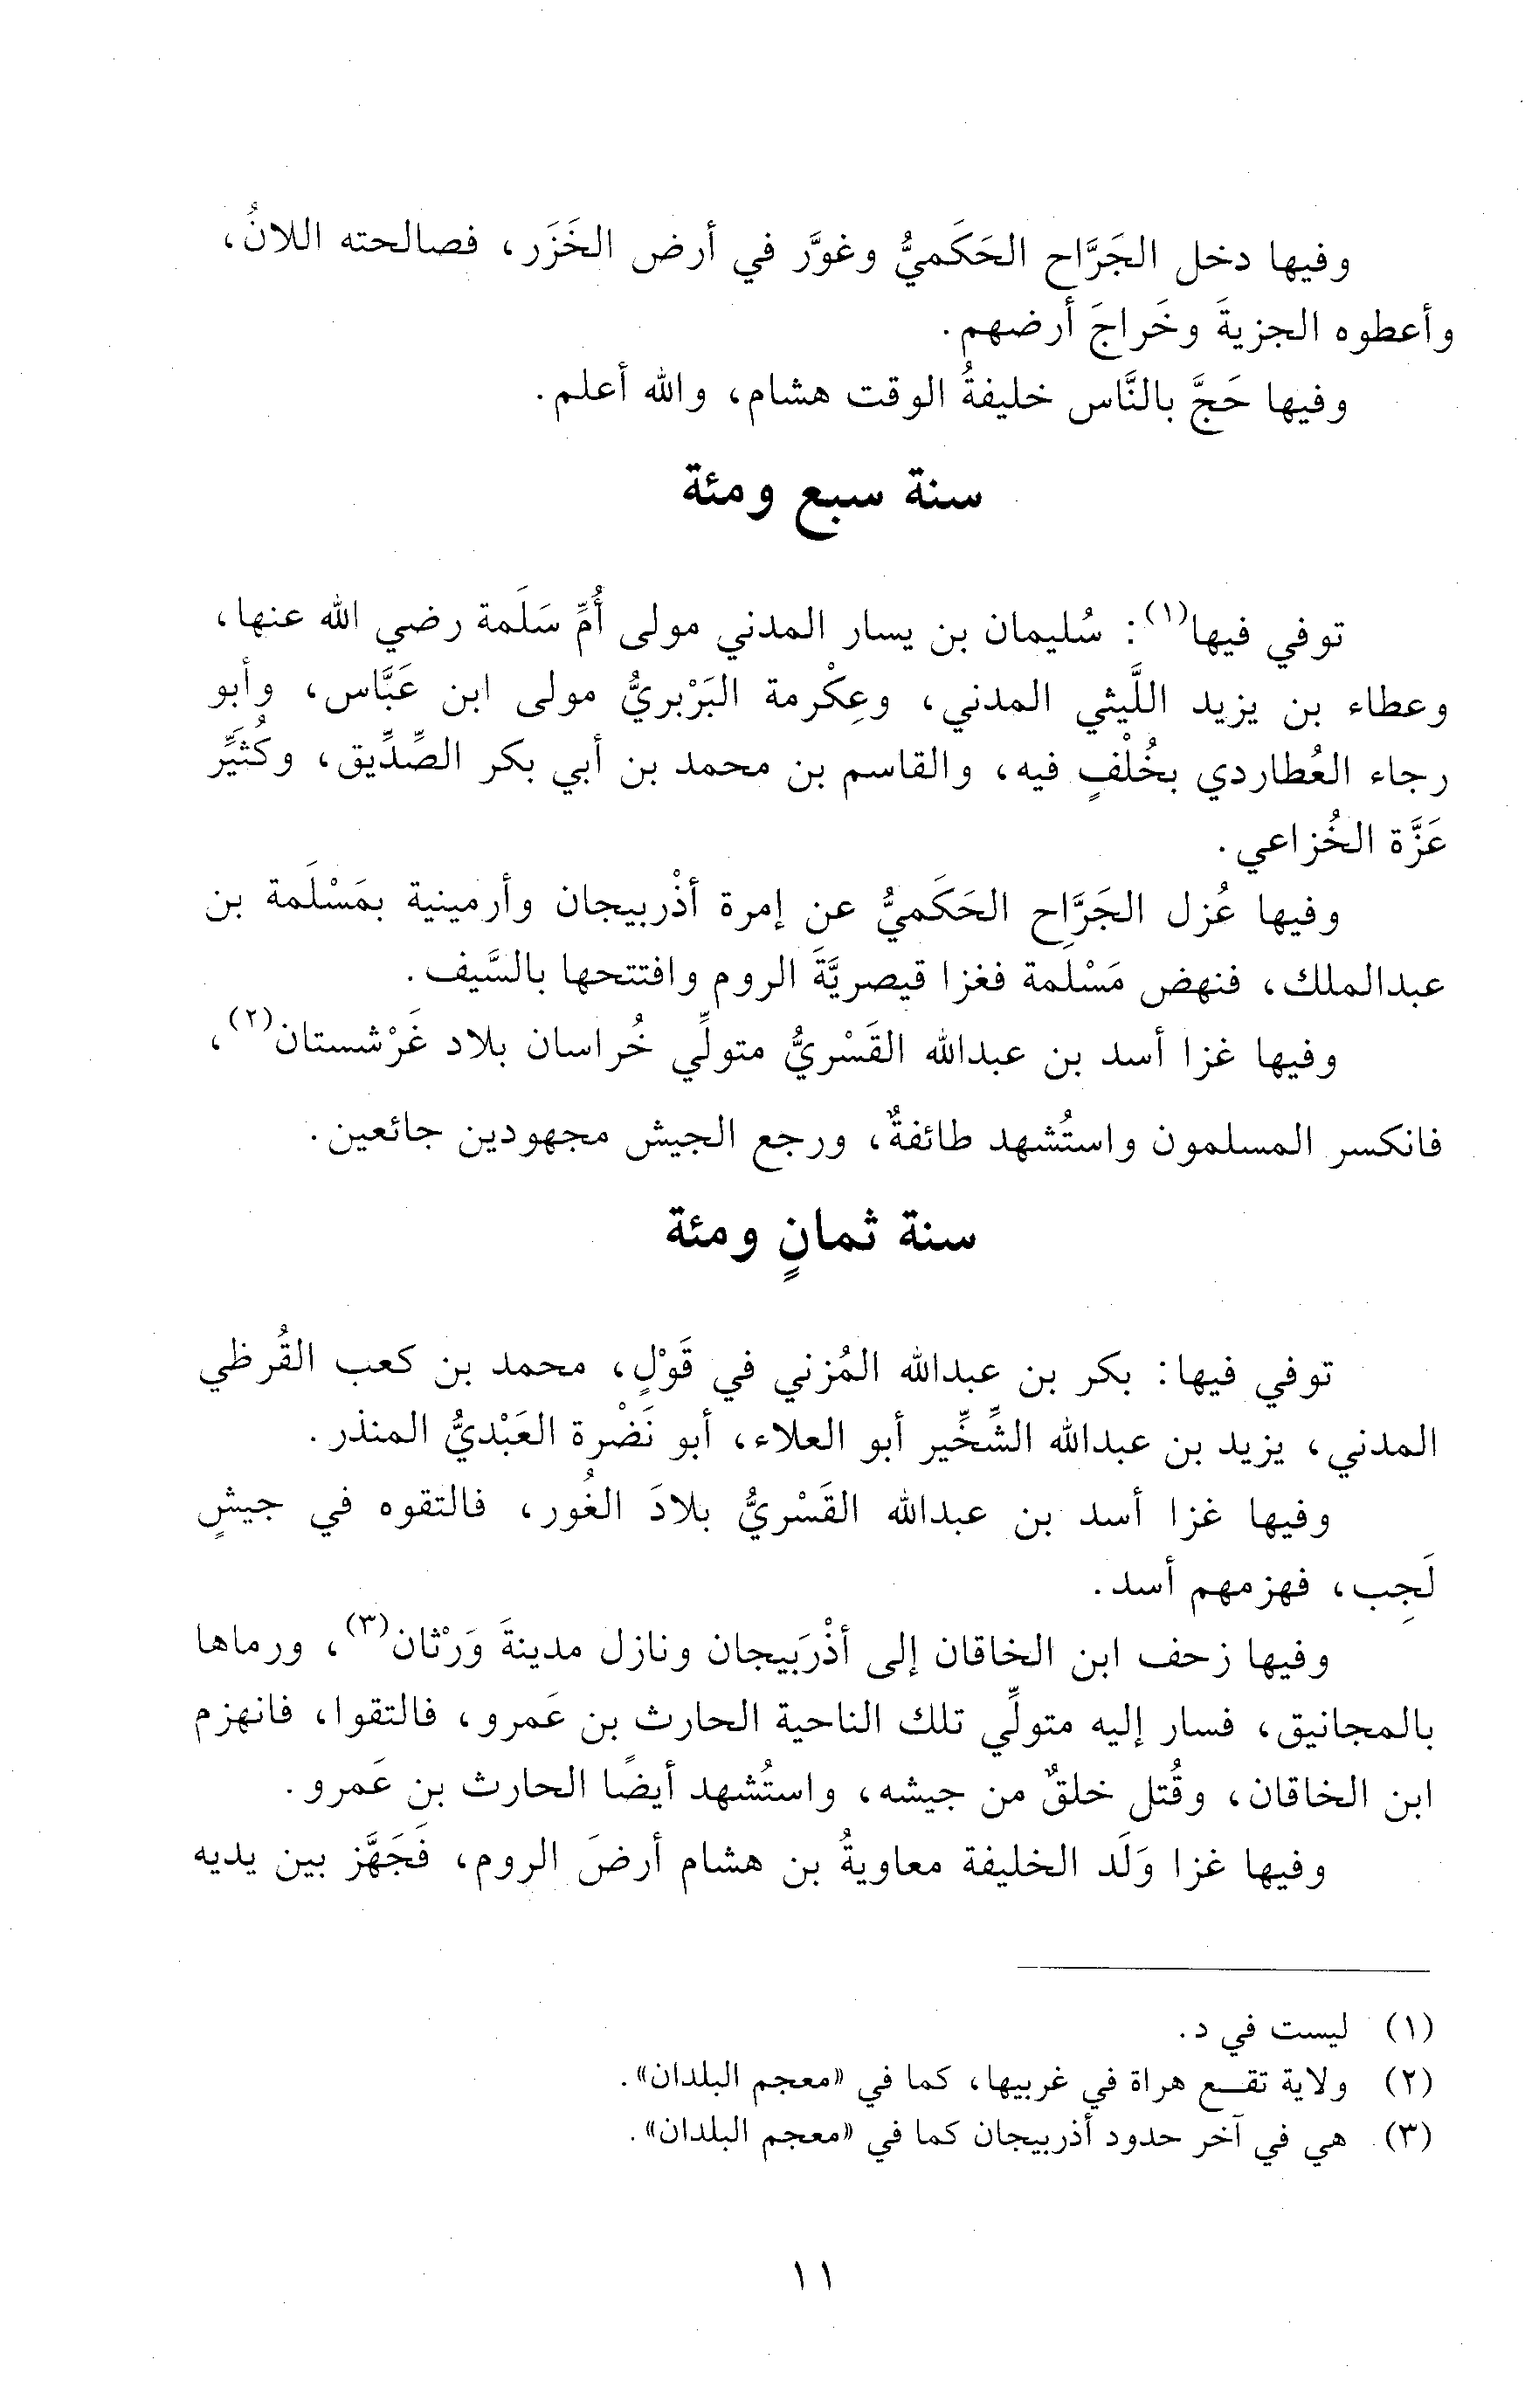 وفيها دخل الجَرَّاح الحَكَميُّ وغوَّر في أرض الخَزَر، فصالحته اللانُ،
وأعطوه الجزيةَ وخَراجَ أرضهم.
وفيها حَجَّ بالنَّاس خليفةُ الوقت هشام، والله أعلم.
سنة سبع ومئة
توفي فيها(١): سُليمان بن يسار المدني مولى أُمِّ سَلَمة رضي الله عنها،
وعطاء بن يزيد اللَّيثي المدني، وعِكْرمة البَرْبريُّ مولى ابن عَبَّاس، وأبو
رجاء العُطاردي بخُلْفٍ فيه، والقاسم بن محمد بن أبي بكر الصِّدِّيق، وكُثَيِّر
عَزَّة الخُزاعي.
وفيها عُزل الجَرَّاح الحَكَميُّ عن إمرة أذْربيجان وأرمينية بمَسْلَمة بن
عبدالملك، فنهض مَسْلَمة فغزا قيصريَّةَ الروم وافتتحها بالسَّيف.
وفيها غزا أسد بن عبدالله القَسْريُّ متولِّي خُراسان بلاد غَرْشستان(٢)،
فانكسر المسلمون واستُشهد طائفةٌ، ورجع الجيش مجهودين جائعين.
سنة ثمانٍ ومئة
توفي فيها: بكر بن عبدالله المُزني في قَوْلٍ، محمد بن كعب القُرظي
المدني، يزيد بن عبدالله الشِّخِّير أبو العلاء، أبو نَضْرة العَبْديُّ المنذر.
وفيها غزا أسد بن عبدالله القَسْريُّ بلادَ الغُور، فالتقوه في جيشٍ
لَجِب، فهزمهم أسد.
وفيها زحف ابن الخاقان إلى أذْرَبيجان ونازل مدينةَ وَرْثان(٣)، ورماها
بالمجانيق، فسار إليه متولِّي تلك الناحية الحارث بن عَمرو، فالتقوا، فانهزم
ابن الخاقان، وقُتل خلقٌ من جيشه، واستُشهد أيضًا الحارث بن عَمرو.
وفيها غزا وَلَد الخليفة معاويةُ بن هشام أرضَ الروم، فَجَهَّز بين يديه
(١) ليست في د.
(٢) ولاية تقع هراة في غربيها، كما في «معجم البلدان».
(٣) هي في آخر حدود أذربيجان كما في «معجم البلدان».
١١